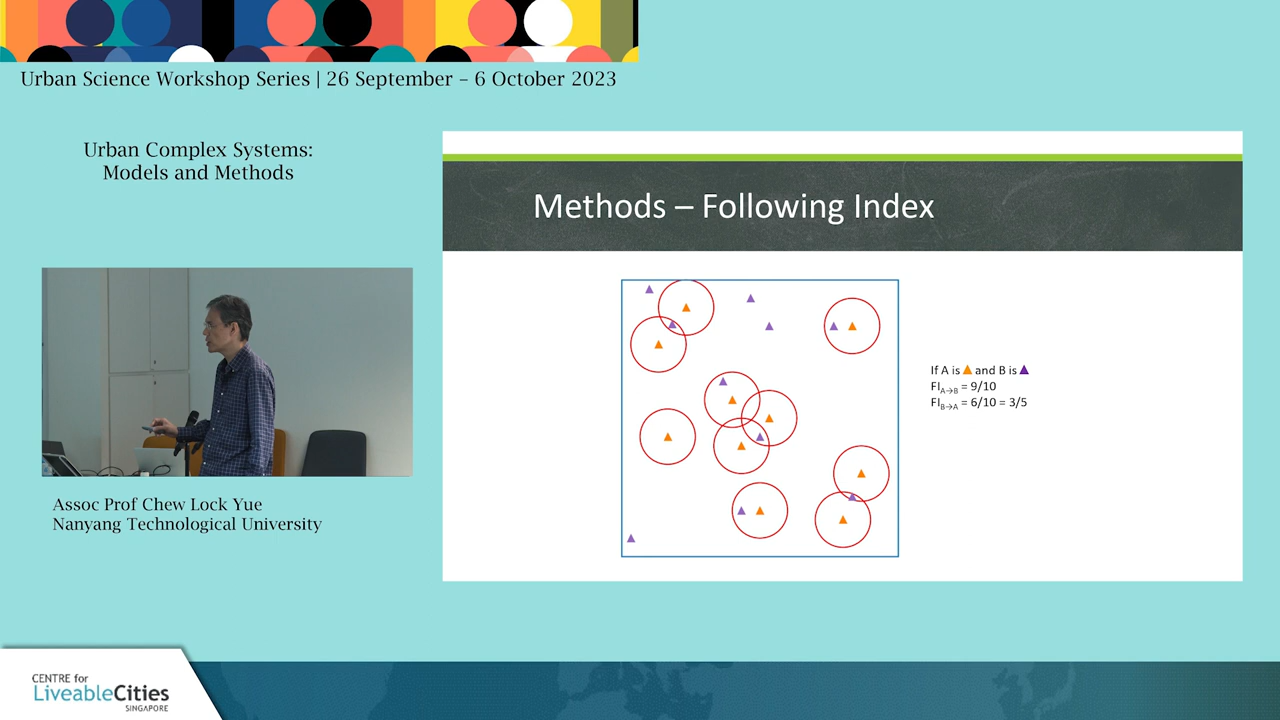 Urban Science Workshop Series | 26 September – 6 October 2023
Urban Complex Systems:
Models and Methods
Methods – Following Index
If A is and B is
FIA→B = 9/10
FIB→A = 6/10 = 3/5
Assoc Prof Chew Lock Yue
Nanyang Technological University
CENTRE for
LiveableCities
SINGAPORE